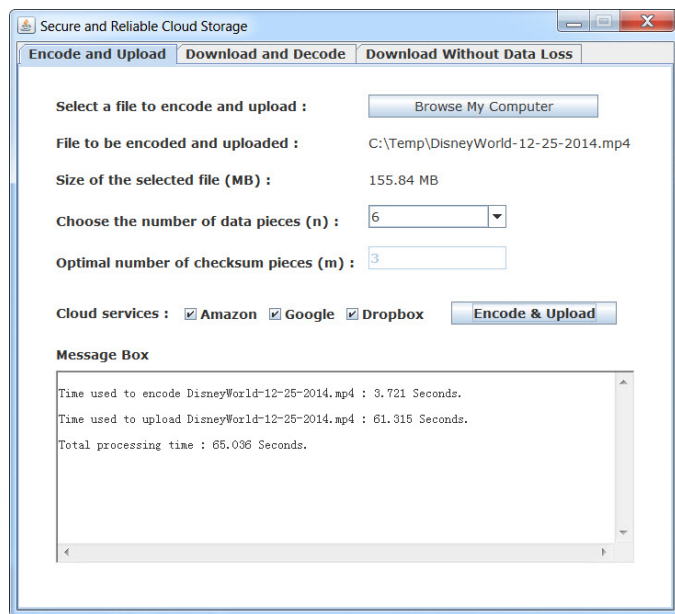 Secure and Reliable Cloud Storage
Encode and Upload Download and Decode Download Without Data Loss
Select a file to encode and upload : Browse My Computer
File to be encoded and uploaded : C:\Temp\DisneyWorld-12-25-2014.mp4
Size of the selected file (MB) : 155.84 MB
Choose the number of data pieces (n) : 6
Optimal number of checksum pieces (m) : 3
Cloud services : Amazon Google Dropbox Encode & Upload
Message Box
Time used to encode DisneyWorld-12-25-2014.mp4 : 3.721 Seconds.
Time used to upload DisneyWorld-12-25-2014.mp4 : 61.315 Seconds.
Total processing time : 65.036 Seconds.